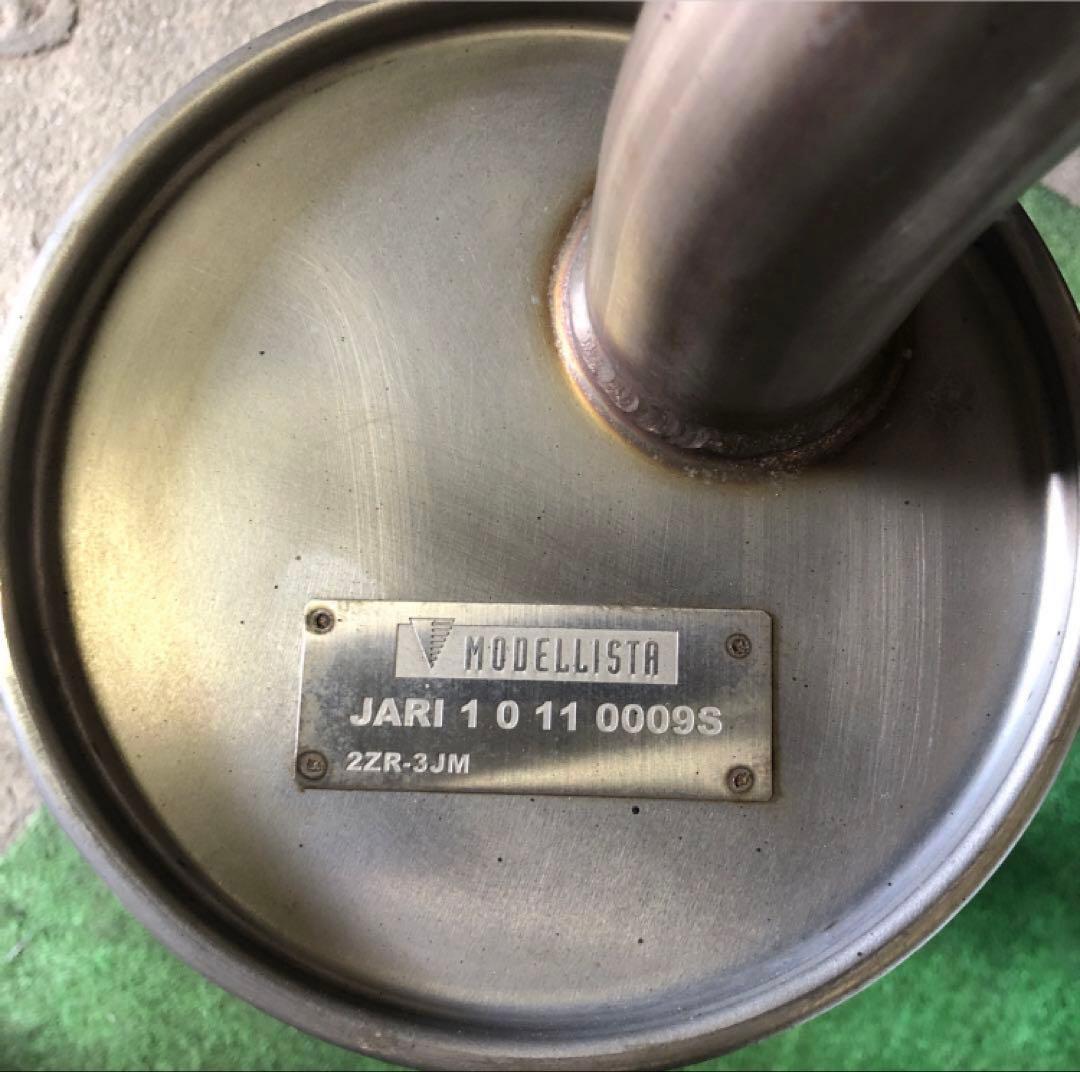 MODELLISTA
JARI 1 0 11 0009S
2ZR-3JM